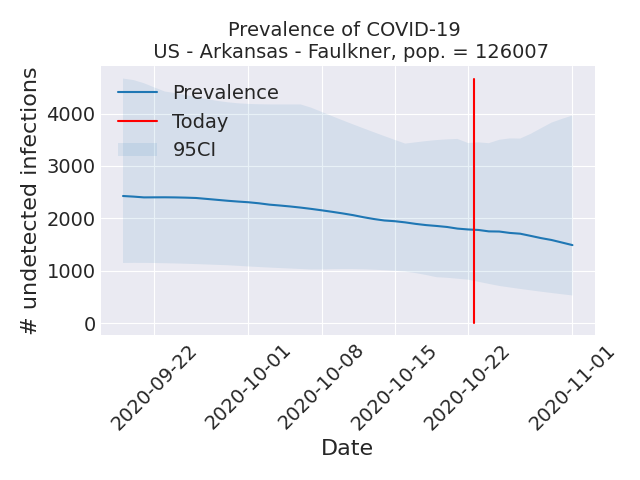 Prevalence of COVID-19
US - Arkansas - Faulkner, pop. = 126007
# undetected infections
4000
3000
2000
1000
0
Prevalence
Today
95CI
2020-09-22
2020-10-01
2020-10-08
2020-10-15
2020-10-22
2020-11-01
Date